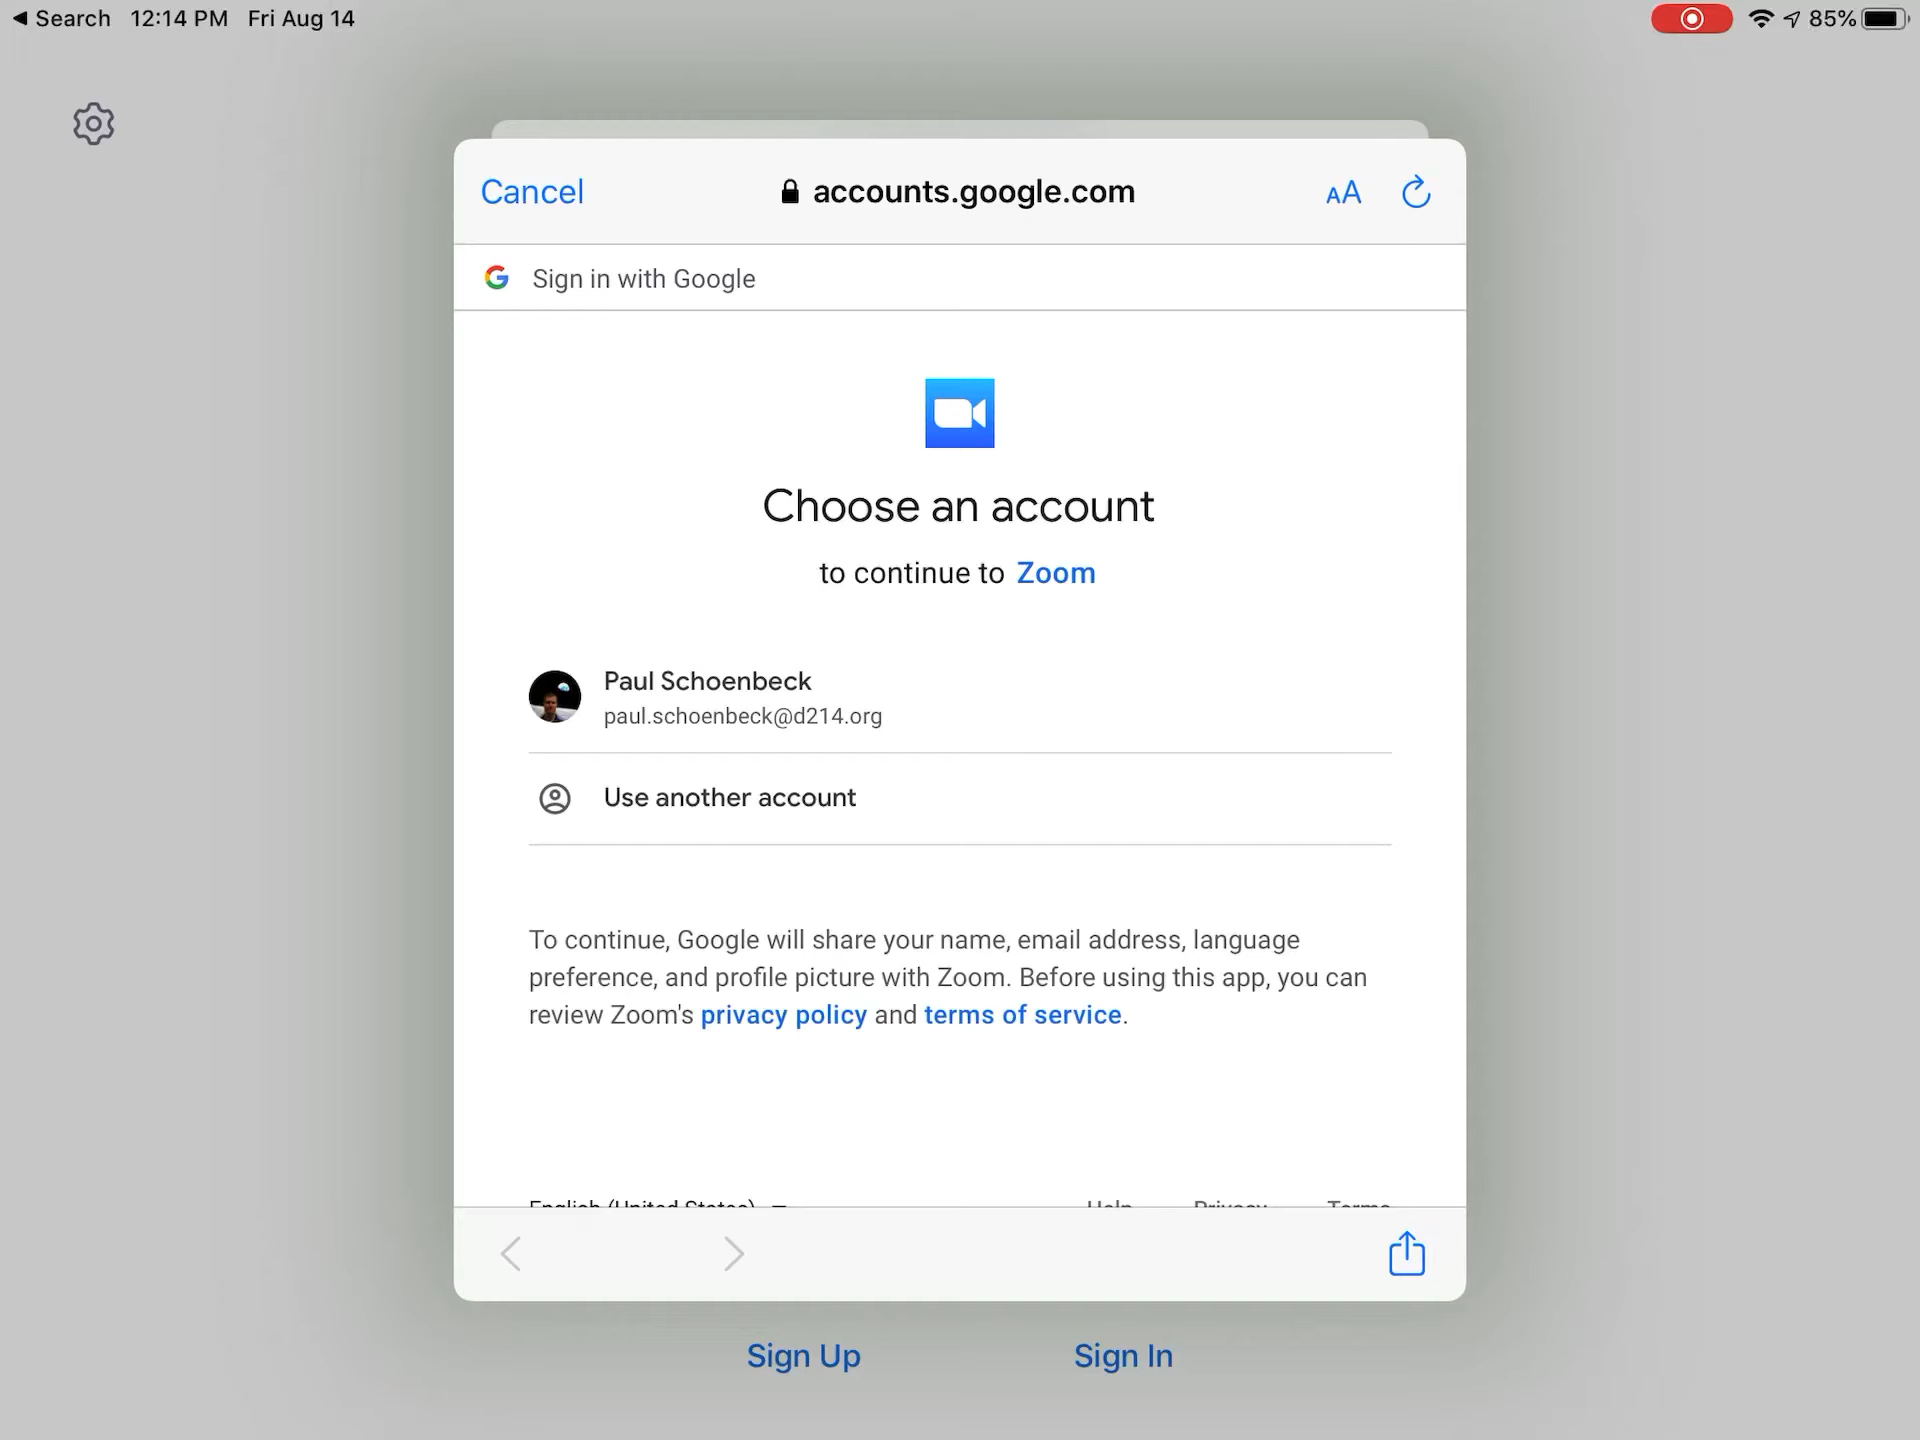 Search 12:14 PM Fri Aug 14 85%
Cancel accounts.google.com AA
Sign in with Google
Choose an account
to continue to Zoom
Paul Schoenbeck
paul.schoenbeck@d214.org
Use another account
To continue, Google will share your name, email address, language
preference, and profile picture with Zoom. Before using this app, you can
review Zoom's privacy policy and terms of service.
English (United States) Help Privacy Terms
Sign Up Sign In